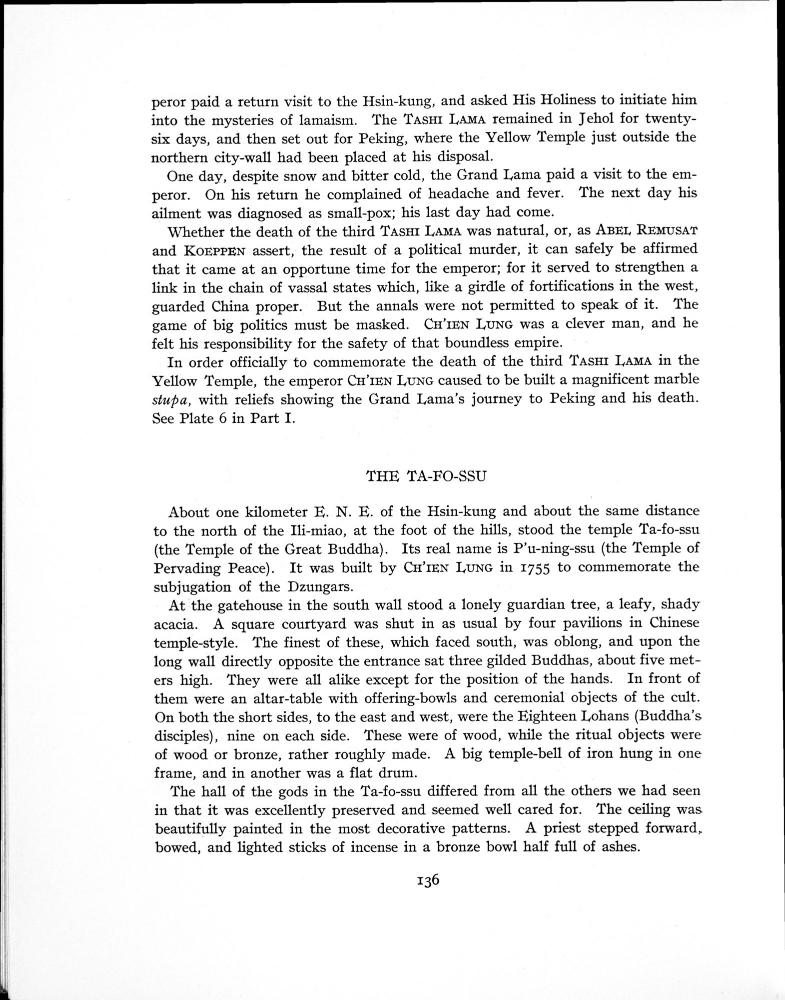 peror paid a return visit to the Hsin-kung, and asked His Holiness to initiate him
into the mysteries of lamaism. The TASHI LAMA remained in Jehol for twenty-
six days, and then set out for Peking, where the Yellow Temple just outside the
northern city-wall had been placed at his disposal.
One day, despite snow and bitter cold, the Grand Lama paid a visit to the em-
peror. On his return he complained of headache and fever. The next day his
ailment was diagnosed as small-pox; his last day had come.
Whether the death of the third TASHI LAMA was natural, or, as ABEL REMUSAT
and KOEPPEN assert, the result of a political murder, it can safely be affirmed
that it came at an opportune time for the emperor; for it served to strengthen a
link in the chain of vassal states which, like a girdle of fortifications in the west,
guarded China proper. But the annals were not permitted to speak of it. The
game of big politics must be masked. CH'IEN LUNG was a clever man, and he
felt his responsibility for the safety of that boundless empire.
In order officially to commemorate the death of the third TASHI LAMA in the
Yellow Temple, the emperor CH'IEN LUNG caused to be built a magnificent marble
stupa, with reliefs showing the Grand Lama's journey to Peking and his death.
See Plate 6 in Part I.
THE TA-FO-SSU
About one kilometer E. N. E. of the Hsin-kung and about the same distance
to the north of the Ili-miao, at the foot of the hills, stood the temple Ta-fo-ssu
(the Temple of the Great Buddha). Its real name is P'u-ning-ssu (the Temple of
Pervading Peace). It was built by CH'IEN LUNG in 1755 to commemorate the
subjugation of the Dzungars.
At the gatehouse in the south wall stood a lonely guardian tree, a leafy, shady
acacia. A square courtyard was shut in as usual by four pavilions in Chinese
temple-style. The finest of these, which faced south, was oblong, and upon the
long wall directly opposite the entrance sat three gilded Buddhas, about five met-
ers high. They were all alike except for the position of the hands. In front of
them were an altar-table with offering-bowls and ceremonial objects of the cult.
On both the short sides, to the east and west, were the Eighteen Lohans (Buddha's
disciples), nine on each side. These were of wood, while the ritual objects were
of wood or bronze, rather roughly made. A big temple-bell of iron hung in one
frame, and in another was a flat drum.
The hall of the gods in the Ta-fo-ssu differed from all the others we had seen
in that it was excellently preserved and seemed well cared for. The ceiling was
beautifully painted in the most decorative patterns. A priest stepped forward,
bowed, and lighted sticks of incense in a bronze bowl half full of ashes.
136